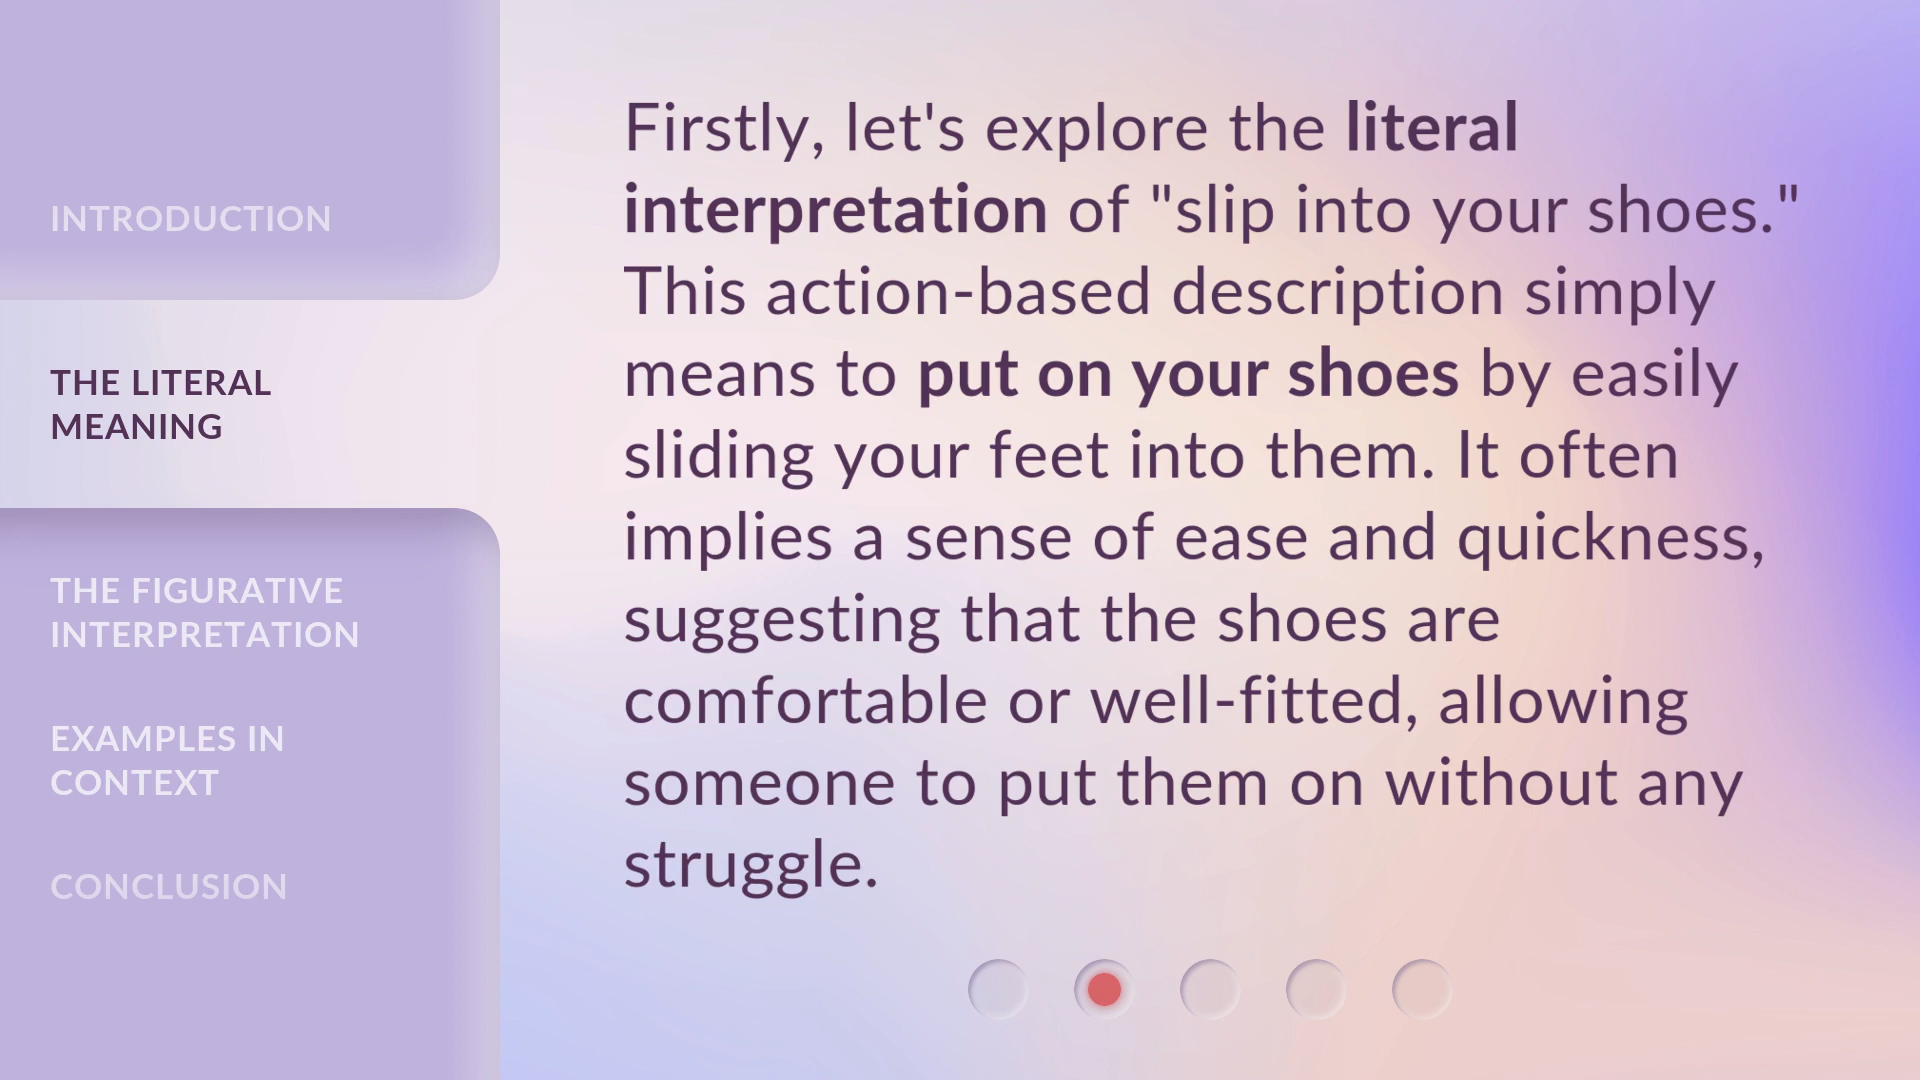 INTRODUCTION
THE LITERAL
MEANING
THE FIGURATIVE
INTERPRETATION
EXAMPLES IN
CONTEXT
CONCLUSION
Firstly, let's explore the literal
interpretation of "slip into your shoes."
This action-based description simply
means to put on your shoes by easily
sliding your feet into them. It often
implies a sense of ease and quickness,
suggesting that the shoes are
comfortable or well-fitted, allowing
someone to put them on without any
struggle.